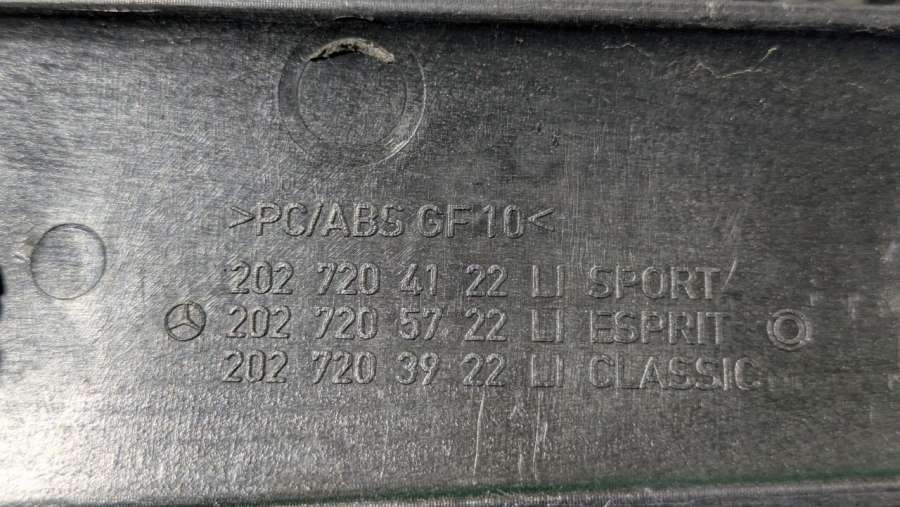 >PC/ABS GF10<
202 720 41 22 LI SPORT
202 720 57 22 LI ESPRIT
202 720 39 22 LI CLASSIC